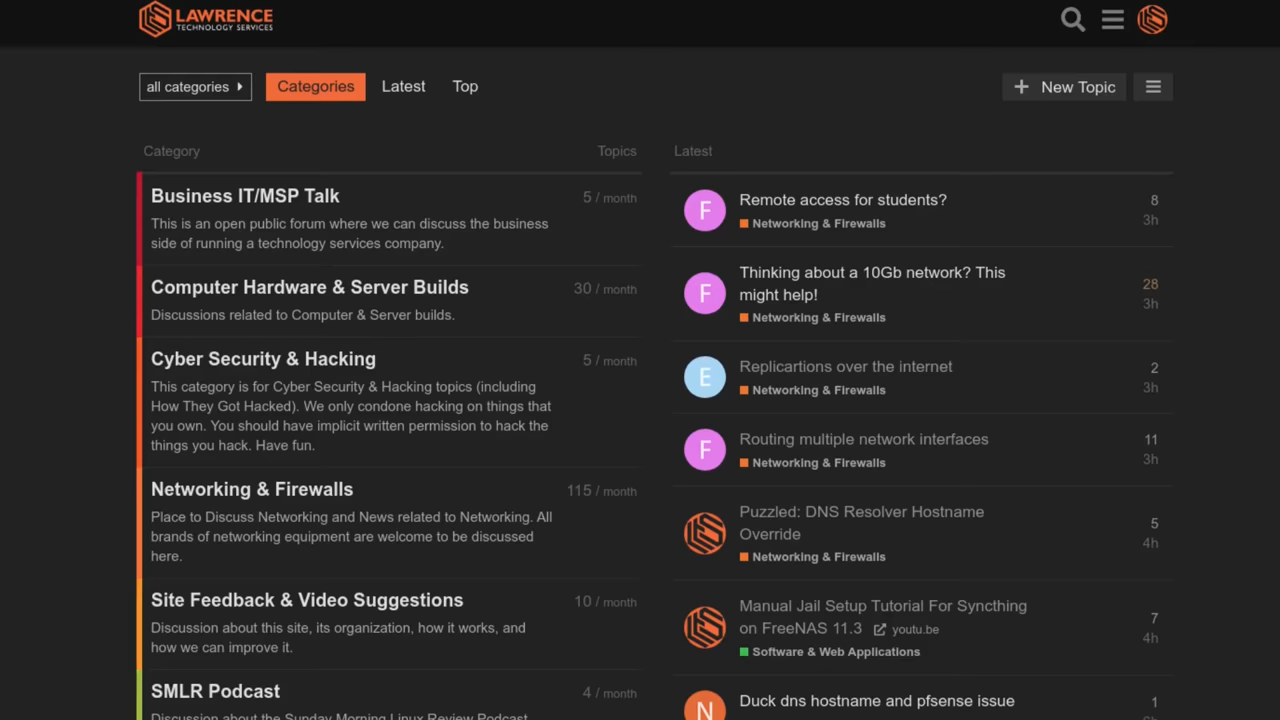 LAWRENCE
TECHNOLOGY SERVICES
all categories
Categories
Latest
Top
+ New Topic
Category
Topics
Business IT/MSP Talk
5 / month
This is an open public forum where we can discuss the business
side of running a technology services company.
Computer Hardware & Server Builds
30 / month
Discussions related to Computer & Server builds.
Cyber Security & Hacking
5 / month
This category is for Cyber Security & Hacking topics (including
How They Got Hacked). We only condone hacking on things that
you own. You should have implicit written permission to hack the
things you hack. Have fun.
Networking & Firewalls
115 / month
Place to Discuss Networking and News related to Networking. All
brands of networking equipment are welcome to be discussed
here.
Site Feedback & Video Suggestions
10 / month
Discussion about this site, its organization, how it works, and
how we can improve it.
SMLR Podcast
4 / month
Discussion about the Sunday Morning Linux Review Podcast
Latest
F
Remote access for students?
8
Networking & Firewalls
3h
F
Thinking about a 10Gb network? This
might help!
28
3h
Networking & Firewalls
E
Replicartions over the internet
2
Networking & Firewalls
3h
F
Routing multiple network interfaces
11
Networking & Firewalls
3h
Puzzled: DNS Resolver Hostname
Override
5
4h
Networking & Firewalls
Manual Jail Setup Tutorial For Syncthing
on FreeNAS 11.3 youtu.be
7
4h
Software & Web Applications
N
Duck dns hostname and pfsense issue
1